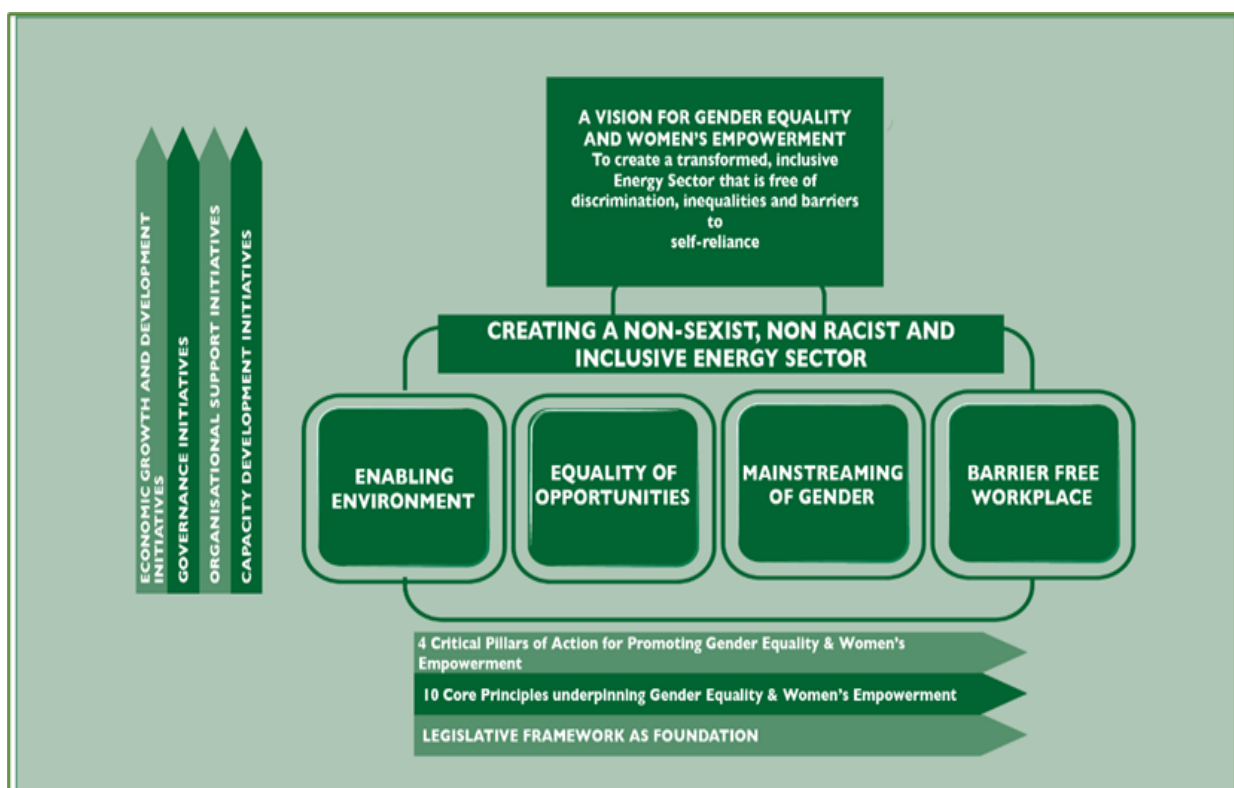 A VISION FOR GENDER EQUALITY
AND WOMEN'S EMPOWERMENT
To create a transformed, inclusive
Energy Sector that is free of
discrimination, inequalities and barriers
to
self-reliance
CREATING A NON-SEXIST, NON RACIST AND
INCLUSIVE ENERGY SECTOR
ECONOMIC GROWTH AND DEVELOPMENT
INITIATIVES
GOVERNANCE INITIATIVES
ORGANISATIONAL SUPPORT INITIATIVES
CAPACITY DEVELOPMENT INITIATIVES
ENABLING
ENVIRONMENT
EQUALITY OF
OPPORTUNITIES
MAINSTREAMING
OF GENDER
BARRIER FREE
WORKPLACE
4 Critical Pillars of Action for Promoting Gender Equality & Women's
Empowerment
10 Core Principles underpinning Gender Equality & Women's Empowerment
LEGISLATIVE FRAMEWORK AS FOUNDATION